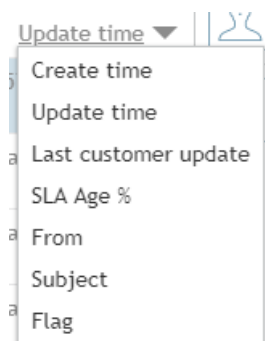 Update time
Create time
Update time
Last customer update
SLA Age %
From
Subject
Flag